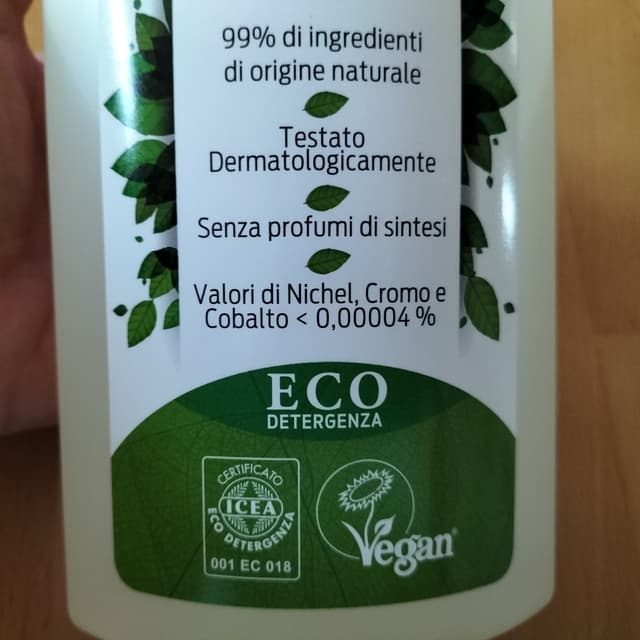 99% di ingredienti
di origine naturale
Testato
Dermatologicamente
Senza profumi di sintesi
Valori di Nichel, Cromo e
Cobalto < 0,00004 %
ECO
DETERGENZA
CERTIFICATO
ICEA
ECO DETERGENZA
001 EC 018
Vegan